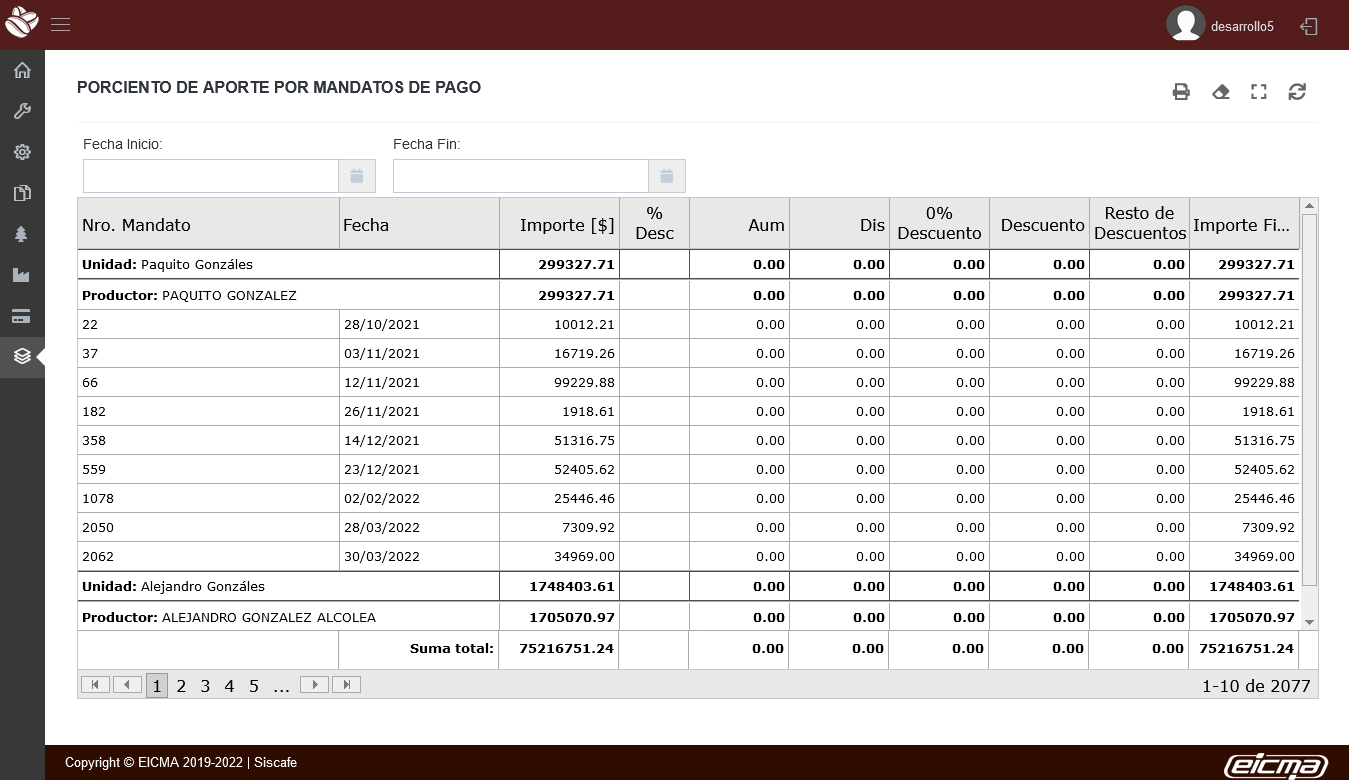 desarrollo5
PORCIENTO DE APORTE POR MANDATOS DE PAGO
Fecha Inicio: Fecha Fin:
Nro. Mandato Fecha Importe [$] % Desc Aum Dis 0% Descuento Descuento Resto de Descuentos Importe Fi...
Unidad: Paquito Gonzáles 299327.71 0.00 0.00 0.00 0.00 0.00 299327.71
Productor: PAQUITO GONZALEZ 299327.71 0.00 0.00 0.00 0.00 0.00 299327.71
22 28/10/2021 10012.21 0.00 0.00 0.00 0.00 0.00 10012.21
37 03/11/2021 16719.26 0.00 0.00 0.00 0.00 0.00 16719.26
66 12/11/2021 99229.88 0.00 0.00 0.00 0.00 0.00 99229.88
182 26/11/2021 1918.61 0.00 0.00 0.00 0.00 0.00 1918.61
358 14/12/2021 51316.75 0.00 0.00 0.00 0.00 0.00 51316.75
559 23/12/2021 52405.62 0.00 0.00 0.00 0.00 0.00 52405.62
1078 02/02/2022 25446.46 0.00 0.00 0.00 0.00 0.00 25446.46
2050 28/03/2022 7309.92 0.00 0.00 0.00 0.00 0.00 7309.92
2062 30/03/2022 34969.00 0.00 0.00 0.00 0.00 0.00 34969.00
Unidad: Alejandro Gonzáles 1748403.61 0.00 0.00 0.00 0.00 0.00 1748403.61
Productor: ALEJANDRO GONZALEZ ALCOLEA 1705070.97 0.00 0.00 0.00 0.00 0.00 1705070.97
Suma total: 75216751.24 0.00 0.00 0.00 0.00 0.00 75216751.24
1 2 3 4 5 ... 1-10 de 2077
Copyright © EICMA 2019-2022 | Siscafe eicma